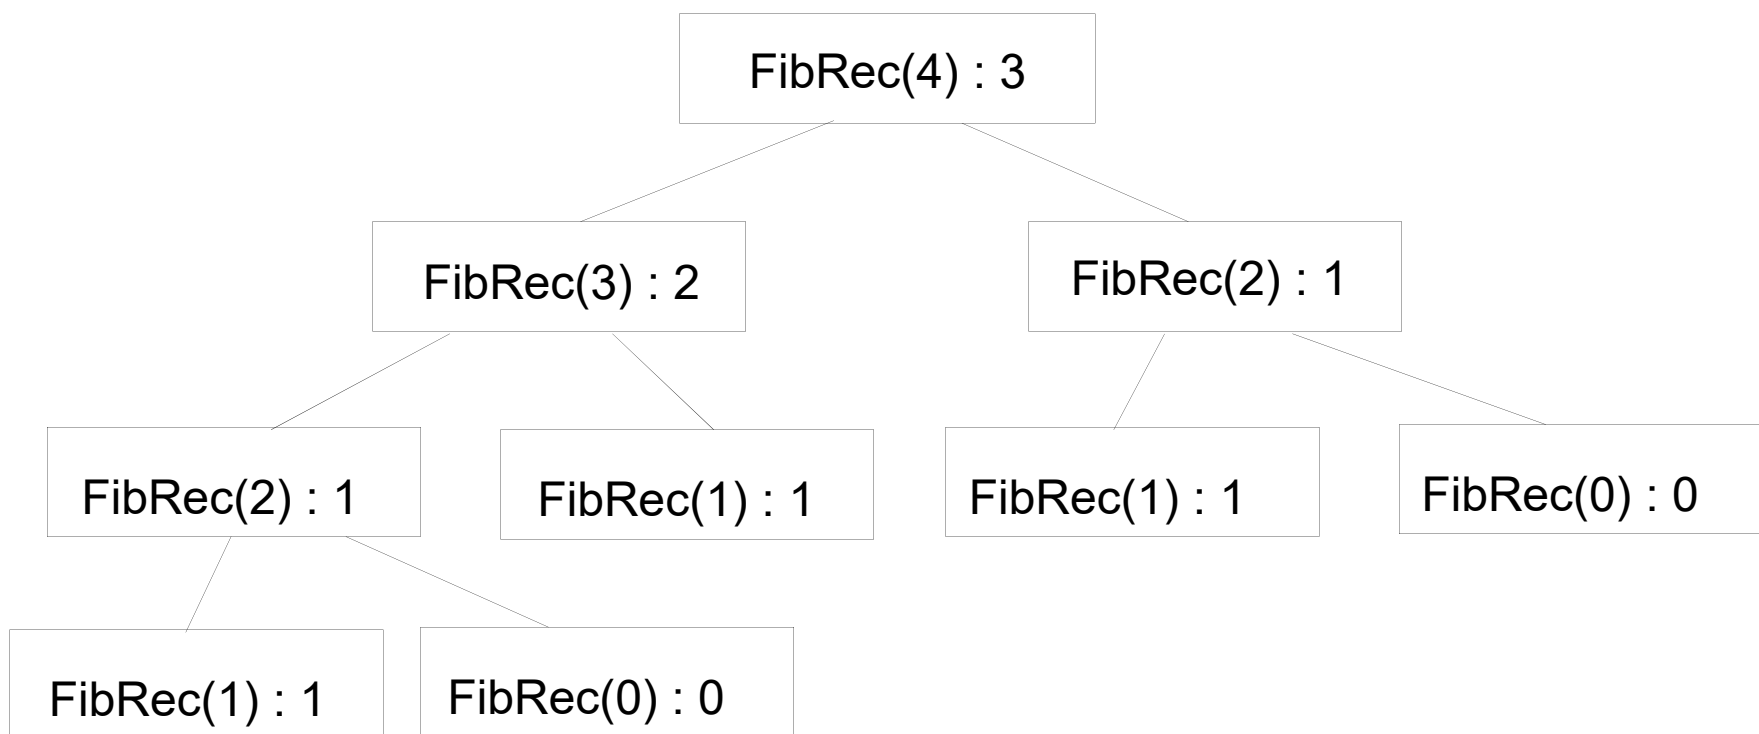 FibRec(4) : 3
FibRec(3) : 2
FibRec(2) : 1
FibRec(2) : 1
FibRec(1) : 1
FibRec(1) : 1
FibRec(0) : 0
FibRec(1) : 1
FibRec(0) : 0